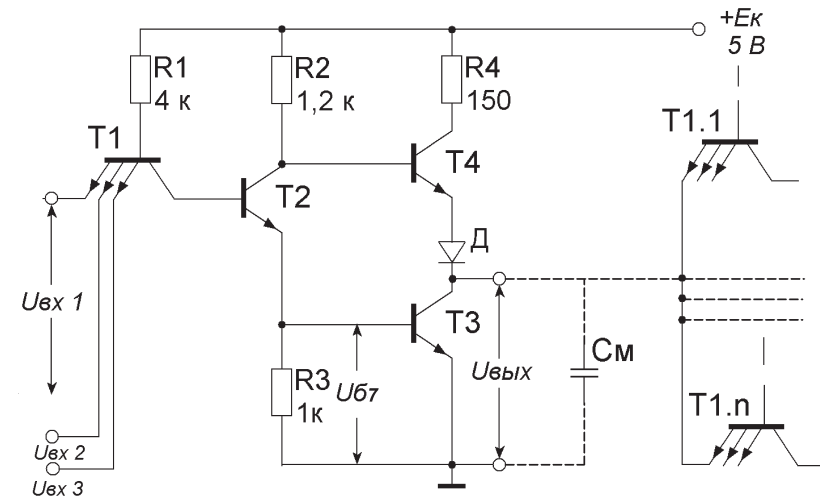 +Eк
5 В
R1
4 к
R2
1,2 к
R4
150
T1
T1.1
T4
T2
Д
Uвх 1
T3
Uвых
См
R3
1к
Uбт
T1.n
Uвх 2
Uвх 3